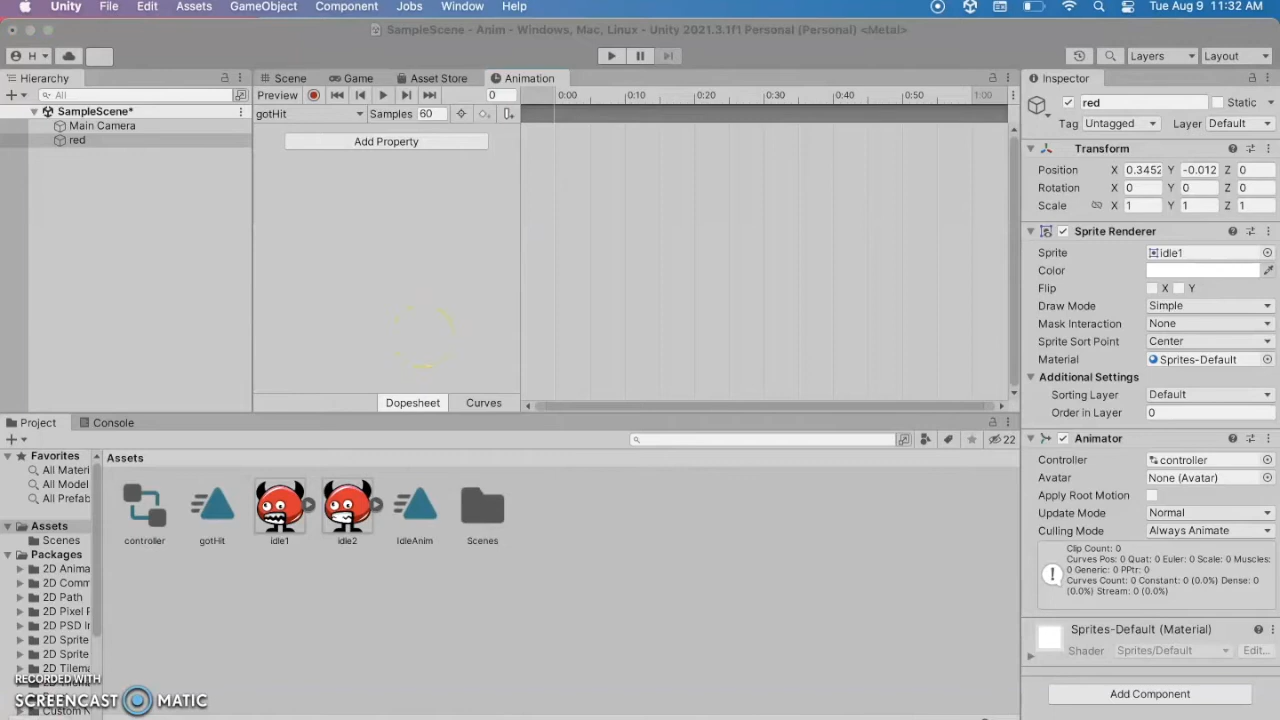 Unity File Edit Assets GameObject Component Jobs Window Help Tue Aug 9 11:32 AM
SampleScene - Anim - Windows, Mac, Linux - Unity 2021.3.1f1 Personal (Personal) <Metal>
H Layers Layout
Hierarchy Scene Game Asset Store Animation Inspector
All Preview 0 0:00 0:10 0:20 0:30 0:40 0:50 1:00 red Static
SampleScene* gotHit Samples 60 Tag Untagged Layer Default
Main Camera
red Add Property Transform
Position X 0.3452 Y -0.012 Z 0
Rotation X 0 Y 0 Z 0
Scale X 1 Y 1 Z 1
Sprite Renderer
Sprite idle1
Color
Flip X Y
Draw Mode Simple
Mask Interaction None
Sprite Sort Point Center
Material Sprites-Default
Additional Settings
Sorting Layer Default
Dopesheet Curves Order in Layer 0
Project Console
22 Animator
Favorites Assets Controller controller
All Materi Avatar None (Avatar)
All Model Apply Root Motion
All Prefab Update Mode Normal
Assets Culling Mode Always Animate
Scenes controller gotHit idle1 idle2 IdleAnim Scenes
Packages Clip Count: 0
2D Anima Curves Pos: 0 Quat: 0 Euler: 0 Scale: 0 Muscles:
2D Comm 0 Generic: 0 PPtr: 0
2D Path Curves Count: 0 Constant: 0 (0.0%) Dense: 0
2D Pixel F (0.0%) Stream: 0 (0.0%)
2D PSD In
2D Sprite Sprites-Default (Material)
2D Sprite Shader Sprites/Default Edit...
2D Tilema
RECORDED WITH
SCREENCAST MATIC Add Component